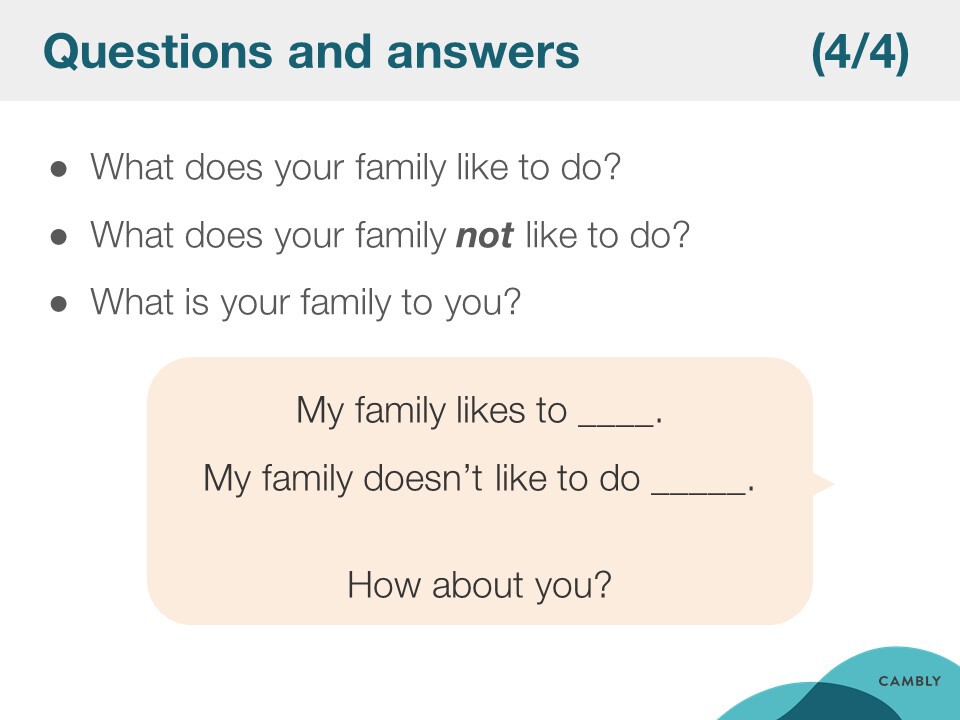 Questions and answers (4/4)
● What does your family like to do?
● What does your family not like to do?
● What is your family to you?
My family likes to ____.
My family doesn’t like to do _____.
How about you?
CAMBLY